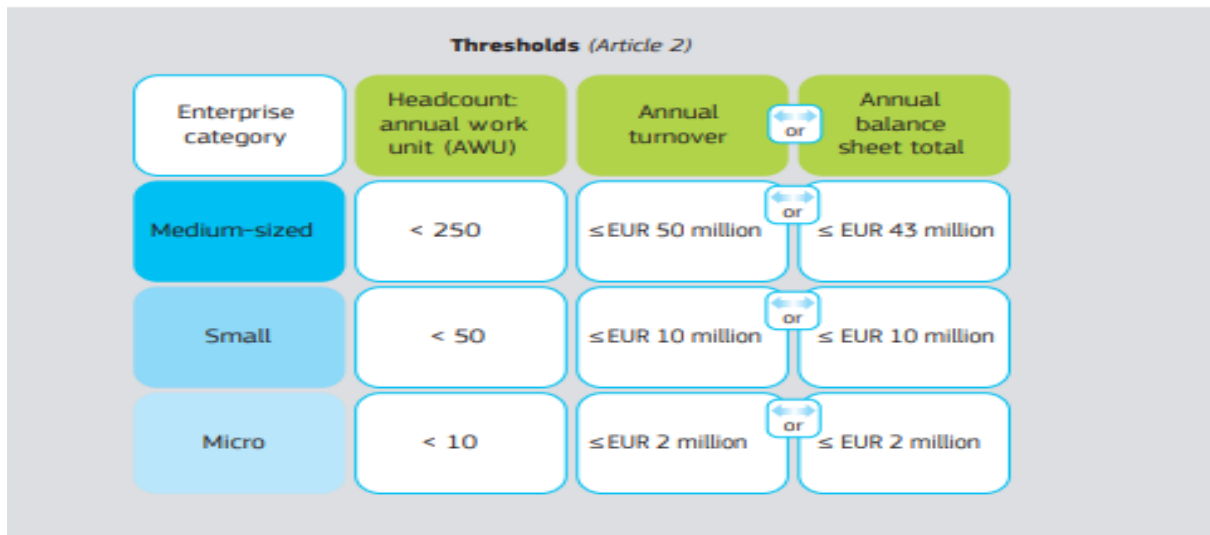 Thresholds (Article 2)
Enterprise
category
Headcount:
annual work
unit (AWU)
Annual
turnover
or
Annual
balance
sheet total
Medium-sized
< 250
≤ EUR 50 million
or
≤ EUR 43 million
Small
< 50
≤ EUR 10 million
or
≤ EUR 10 million
Micro
< 10
≤ EUR 2 million
or
≤ EUR 2 million